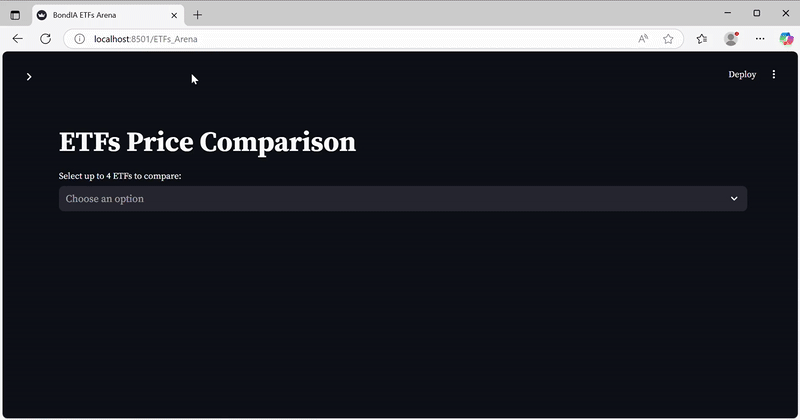 BondIA ETFs Arena
localhost:8501/ETFs_Arena
Deploy
ETFs Price Comparison
Select up to 4 ETFs to compare:
Choose an option